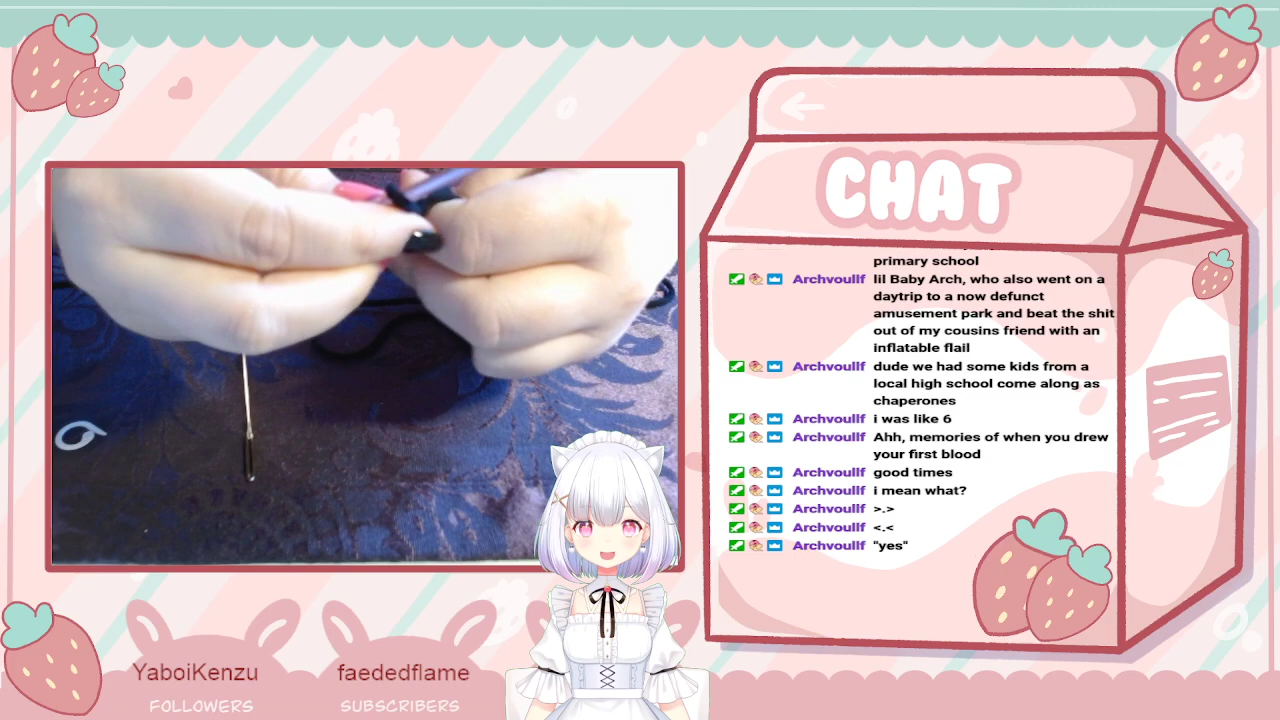 CHAT
primary school
Archvoullf lil Baby Arch, who also went on a
daytrip to a now defunct
amusement park and beat the shit
out of my cousins friend with an
inflatable flail
Archvoullf dude we had some kids from a
local high school come along as
chaperones
Archvoullf i was like 6
Archvoullf Ahh, memories of when you drew
your first blood
Archvoullf good times
Archvoullf i mean what?
Archvoullf >.>
Archvoullf <.<
Archvoullf "yes"
YaboiKenzu
FOLLOWERS
faededflame
SUBSCRIBERS